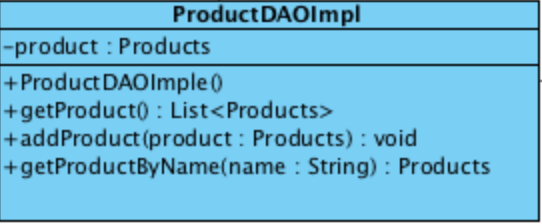 ProductDAOImpl
-product : Products
+ProductDAOImple()
+getProduct() : List<Products>
+addProduct(product : Products) : void
+getProductByName(name : String) : Products